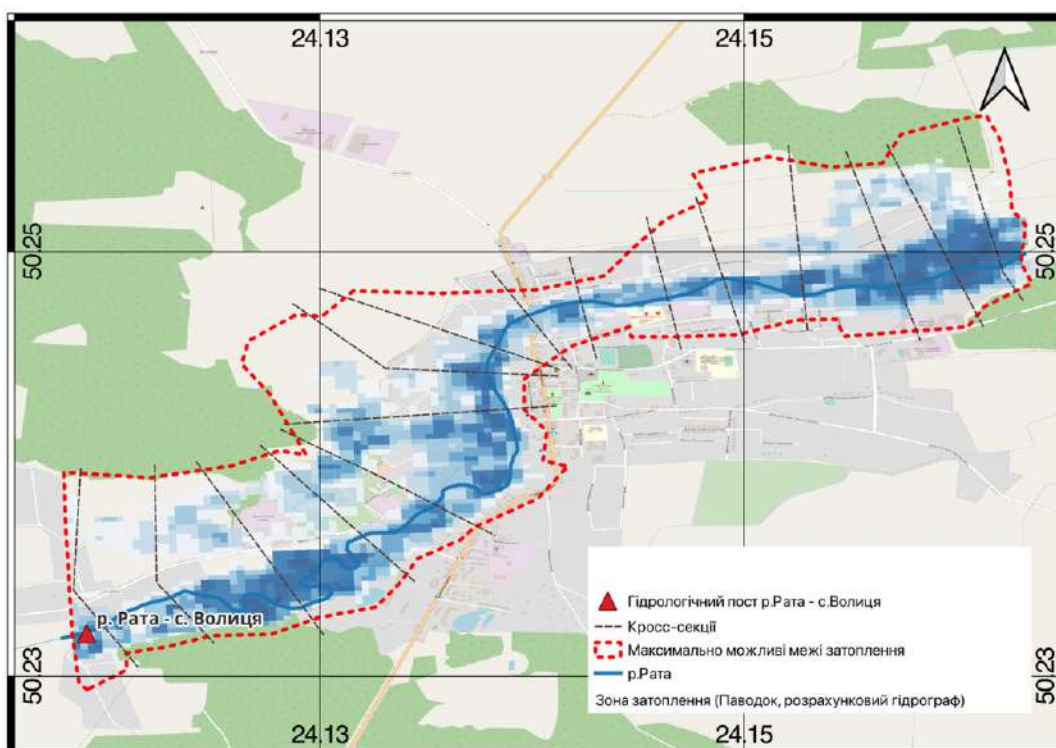 24.13
24.15
50.25
50.25
р. Рата - с. Волиця
Гідрологічний пост р.Рата - с.Волиця
Кросс-секції
Максимально можливі межі затоплення
р.Рата
Зона затоплення (Паводок, розрахунковий гідрограф)
50.23
50.23
24.13
24.15